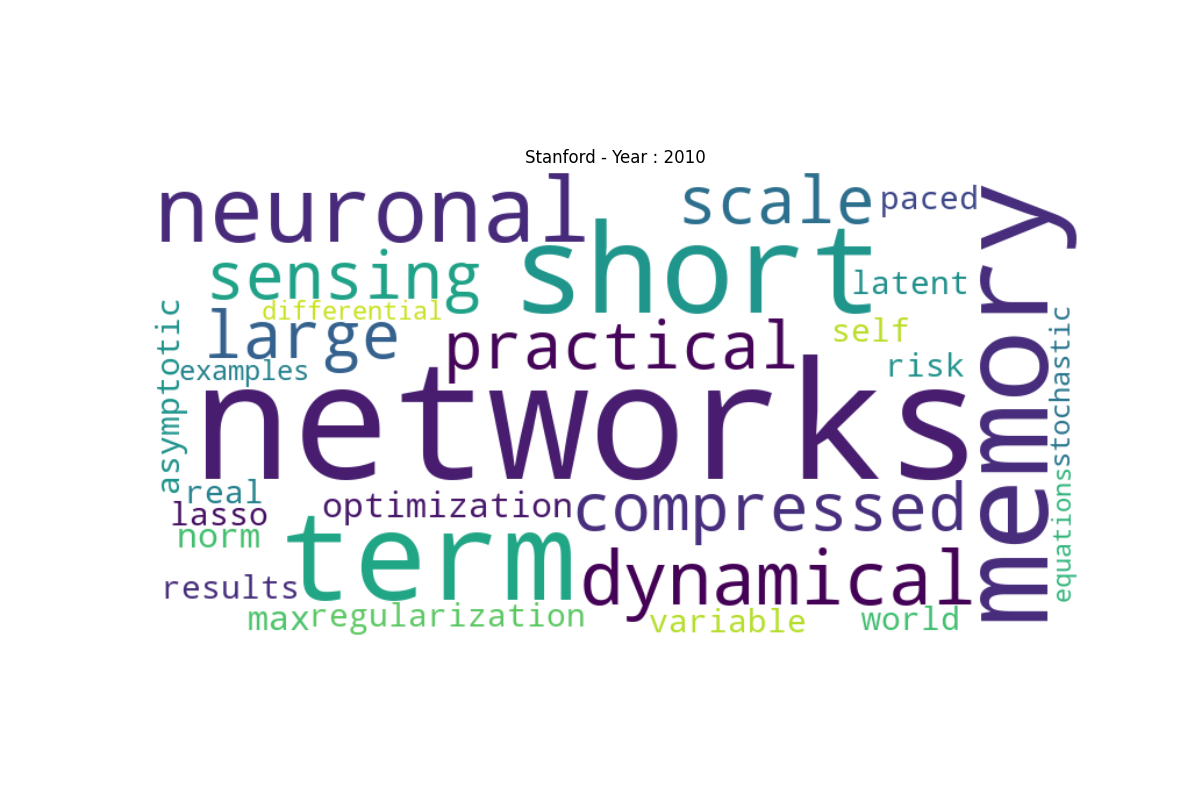 Stanford - Year : 2010
neuronal
scale
paced
memory
short
sensing
latent
differential
large
practical
self
examples
risk
asymptotic
networks
stochastic
real
optimization
compressed
lasso
norm
term
equations
dynamical
results
max
regularization
variable
world